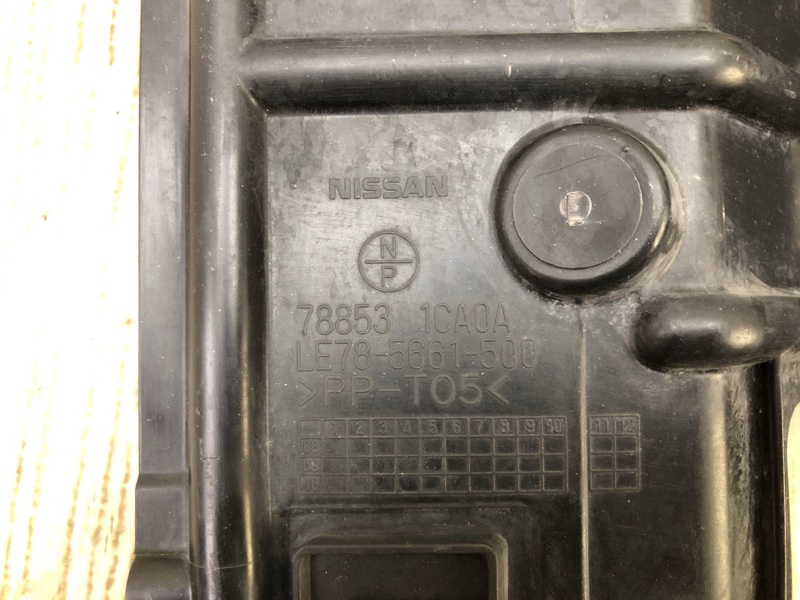 NISSAN
N
P
78853 1CA0A
LE78-5661-500
>PP-T05<
1 2 3 4 5 6 7 8 9 10 11 12